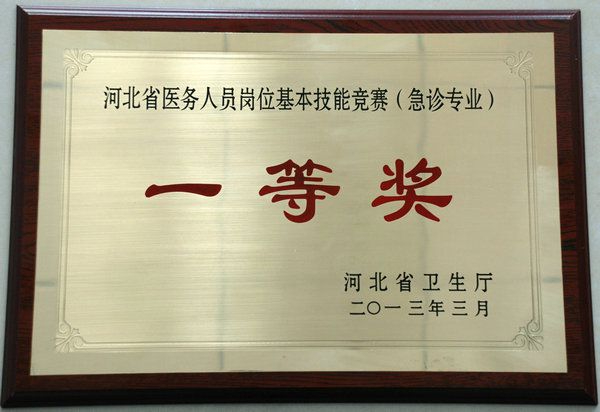 河北省医务人员岗位基本技能竞赛（急诊专业）
一等奖
河北省卫生厅
二〇一三年三月